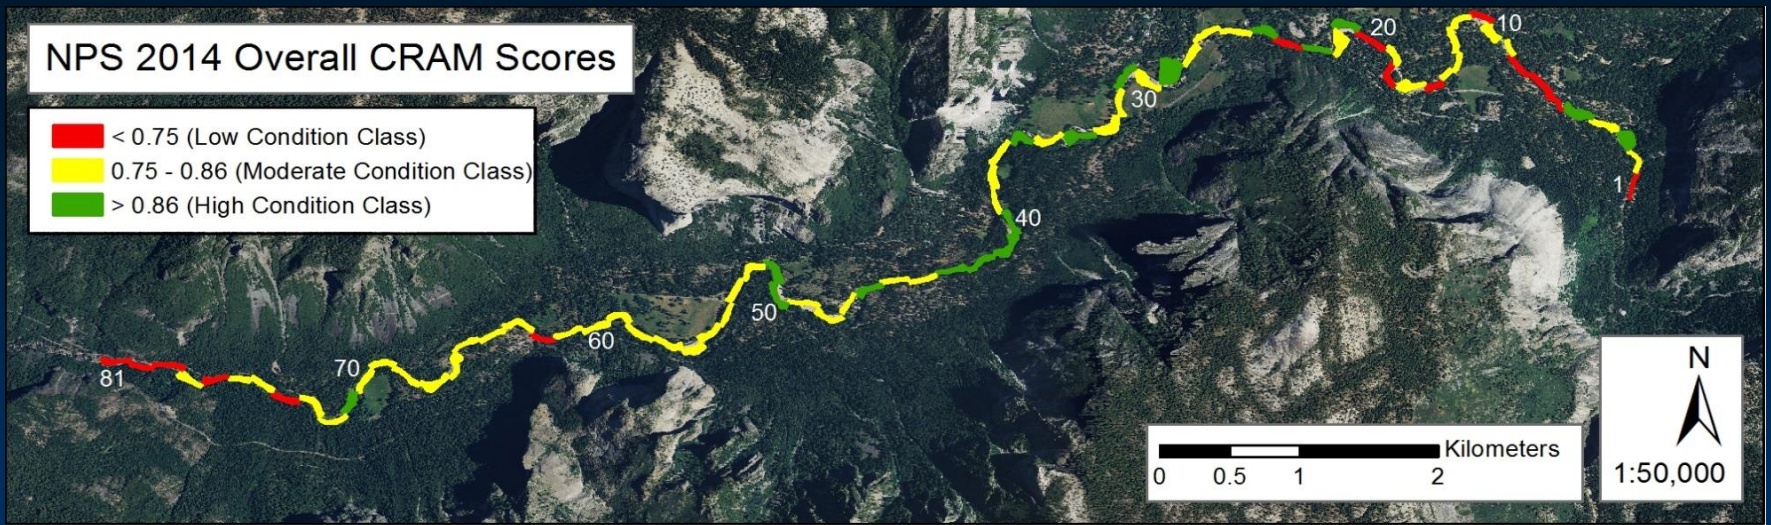 NPS 2014 Overall CRAM Scores
< 0.75 (Low Condition Class)
0.75 - 0.86 (Moderate Condition Class)
> 0.86 (High Condition Class)
20
10
30
1
40
50
60
70
81
N
Kilometers
0 0.5 1 2
1:50,000